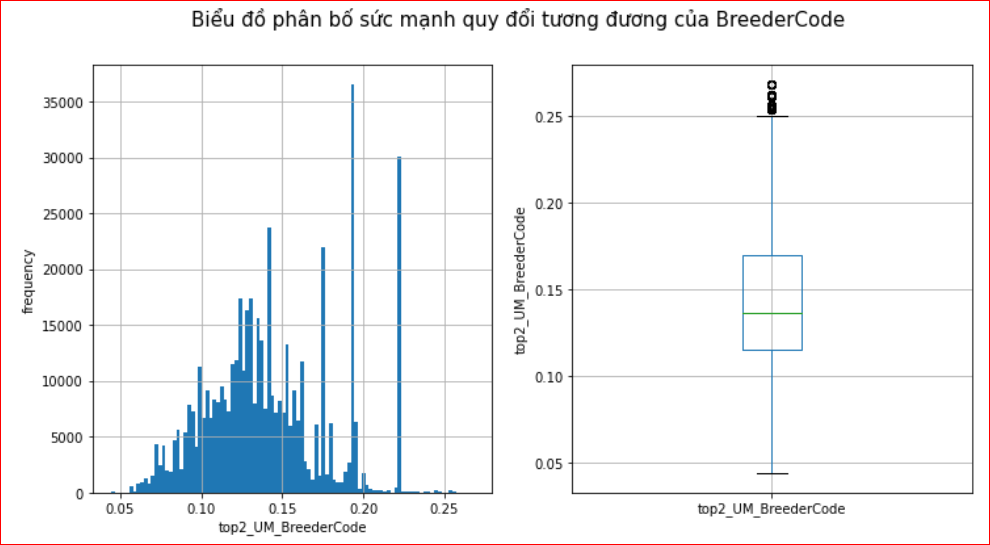 Biểu đồ phân bố sức mạnh quy đổi tương đương của BreederCode
35000
30000
25000
20000
15000
10000
5000
0
frequency
0.05 0.10 0.15 0.20 0.25
top2_UM_BreederCode
0.25
0.20
0.15
0.10
0.05
top2_UM_BreederCode
top2_UM_BreederCode